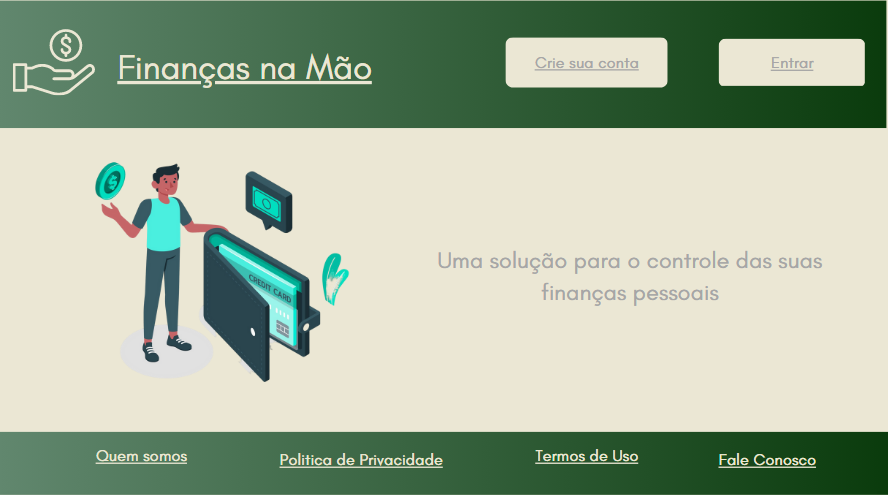 Finanças na Mão
Crie sua conta
Entrar
CREDIT CARD
Uma solução para o controle das suas
finanças pessoais
Quem somos
Politica de Privacidade
Termos de Uso
Fale Conosco